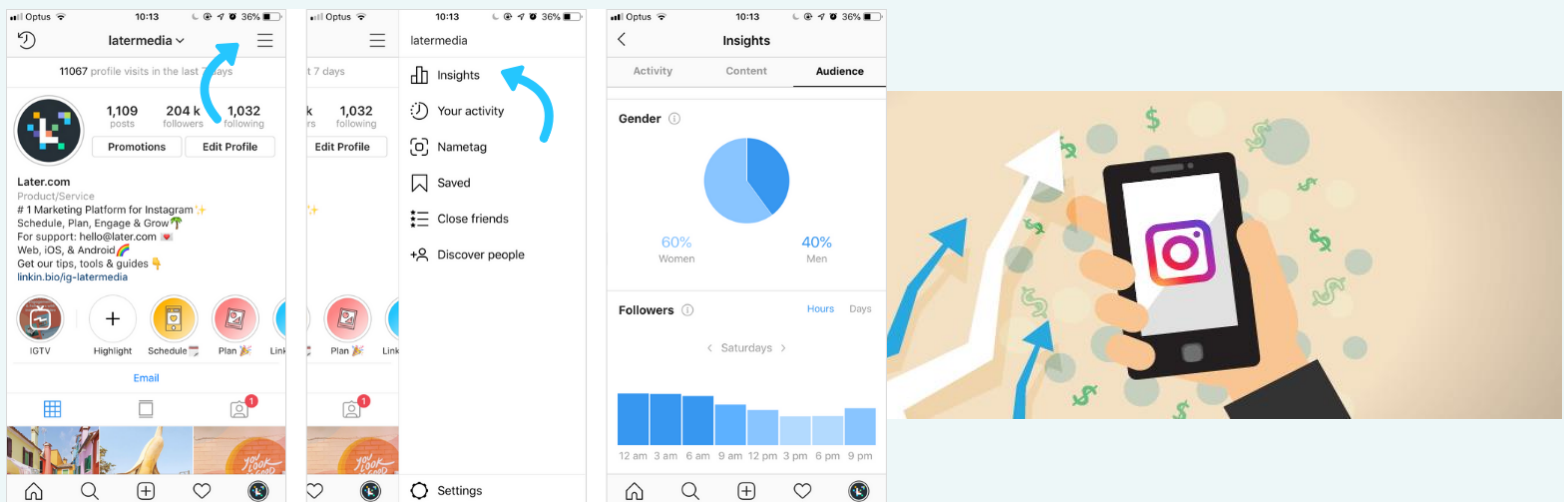 Optus 10:13 36%
latermedia
11067 profile visits in the last 7 days
1,109 204 k 1,032
posts followers following
Promotions Edit Profile
Later.com
Product/Service
# 1 Marketing Platform for Instagram✨
Schedule, Plan, Engage & Grow🌴
For support: hello@later.com 💌
Web, iOS, & Android🌈
Get our tips, tools & guides 👇
linkin.bio/ig-latermedia
IGTV Highlight Schedule🗓 Plan 🎉 Link
Email
1
Optus 10:13 36%
t 7 days
k 1,032
rs following
Edit Profile
Plan 🎉 Link
1
latermedia
Insights
Your activity
Nametag
Saved
Close friends
Discover people
Settings
Optus 10:13 36%
Insights
Activity Content Audience
Gender
60% 40%
Women Men
Followers Hours Days
< Saturdays >
12 am 3 am 6 am 9 am 12 pm 3 pm 6 pm 9 pm